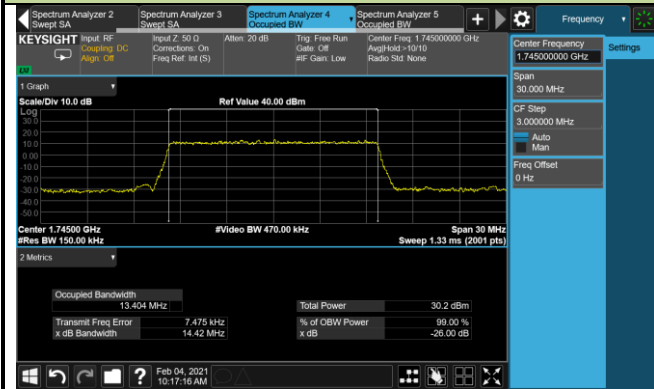 Spectrum Analyzer 2 Spectrum Analyzer 3 Spectrum Analyzer 4 Spectrum Analyzer 5 + Frequency
Swept SA Swept SA Occupied BW Occupied BW
KEYSIGHT Input: RF Input Z: 50 Ω Atten: 20 dB Trig: Free Run Center Freq: 1.745000000 GHz
Coupling: DC Corrections: On Gate: Off Avg|Hold:>10/10
Align: Off Freq Ref: Int (S) #IF Gain: Low Radio Std: None
Center Frequency Settings
1.745000000 GHz
Span
30.000 MHz
CF Step
3.000000 MHz
Auto
Man
Freq Offset
0 Hz
1 Graph
Scale/Div 10.0 dB Ref Value 40.00 dBm
Log
30.0
20.0
10.0
0.00
-10.0
-20.0
-30.0
-40.0
-50.0
Center 1.74500 GHz #Video BW 470.00 kHz Span 30 MHz
#Res BW 150.00 kHz Sweep 1.33 ms (2001 pts)
2 Metrics
Occupied Bandwidth
13.404 MHz Total Power 30.2 dBm
Transmit Freq Error 7.475 kHz % of OBW Power 99.00 %
x dB Bandwidth 14.42 MHz x dB -26.00 dB
? Feb 04, 2021
10:17:16 AM